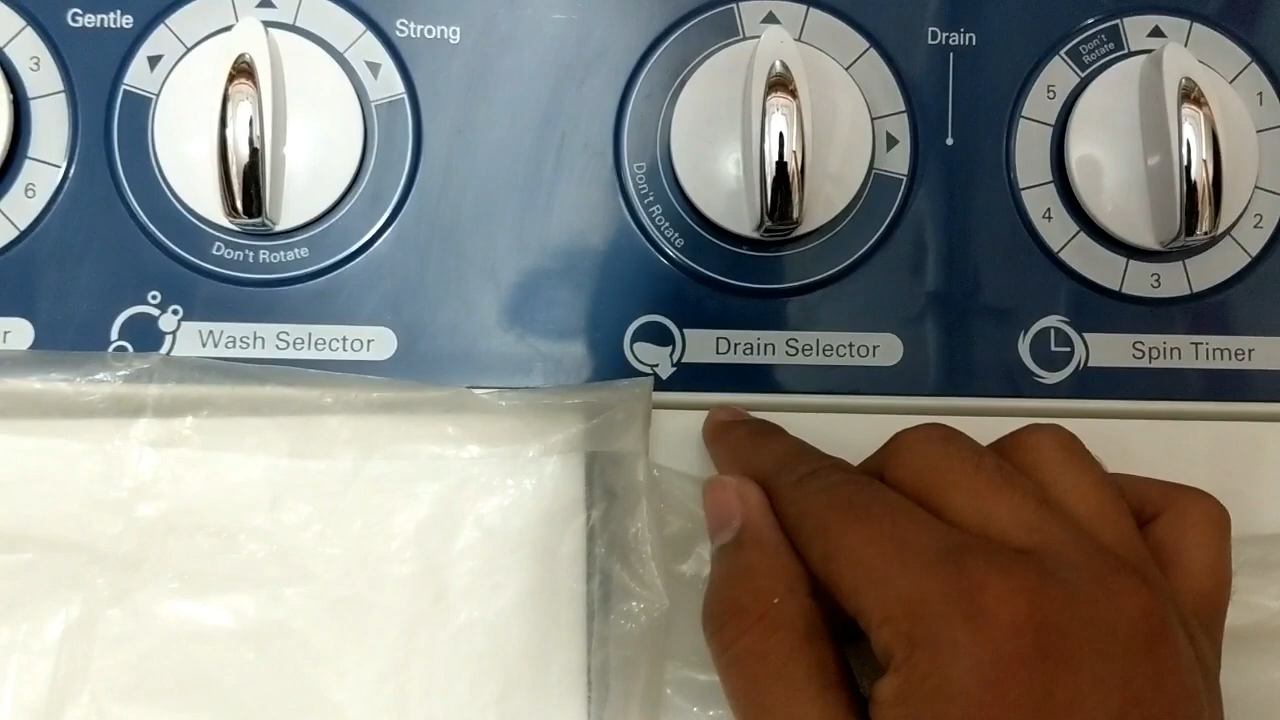 Gentle
Strong
Drain
3
6
Don't Rotate
Don't Rotate
Don't
Rotate
5
4
3
2
1
r
Wash Selector
Drain Selector
Spin Timer